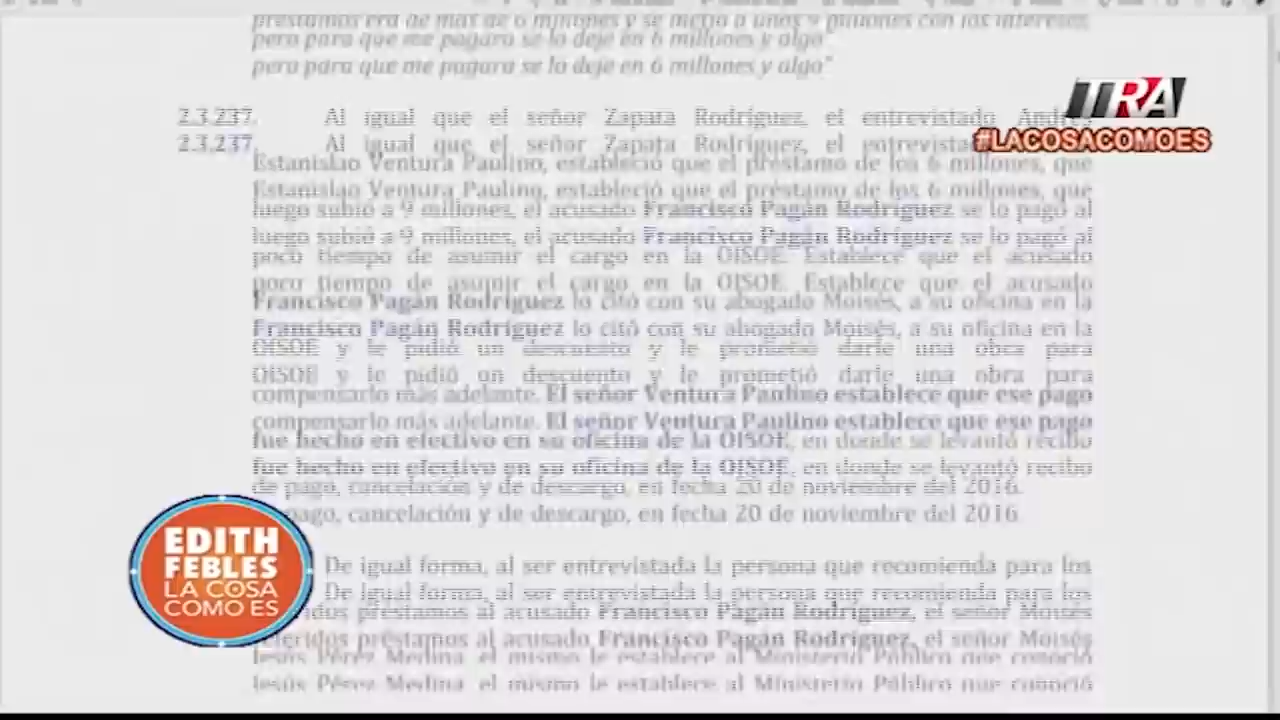 préstamos era de más de 6 millones y se metió a unos 9 millones con los intereses,
pero para que me pagara se lo deje en 6 millones y algo"
pero para que me pagara se lo deje en 6 millones y algo"
2.3.237. Al igual que el señor Zapata Rodríguez, el entrevistado Andrés
2.3.237. Al igual que el señor Zapata Rodríguez, el
Estanislao Ventura Paulino, estableció que el préstamo de los 6 millones, que
Estanislao Ventura Paulino, estableció que el préstamo de los 6 millones, que
luego subió a 9 millones, el acusado Francisco Pagán Rodríguez se lo pagó al
luego subió a 9 millones, el acusado Francisco Pagán Rodríguez se lo pagó al
poco tiempo de asumir el cargo en la OISOE. Establece que el acusado
poco tiempo de asumir el cargo en la OISOE. Establece que el acusado
Francisco Pagán Rodríguez lo citó con su abogado Moisés, a su oficina en la
Francisco Pagán Rodríguez lo citó con su abogado Moisés, a su oficina en la
OISOE y le pidió un descuento y le prometió darle una obra para
OISOE y le pidió un descuento y le prometió darle una obra para
compensarlo más adelante. El señor Ventura Paulino establece que ese pago
compensarlo más adelante. El señor Ventura Paulino establece que ese pago
fue hecho en efectivo en su oficina de la OISOE, en donde se levantó recibo
fue hecho en efectivo en su oficina de la OISOE, en donde se levantó recibo
de pago, cancelación y de descargo, en fecha 20 de noviembre del 2016.
pago, cancelación y de descargo, en fecha 20 de noviembre del 2016.
De igual forma, al ser entrevistada la persona que recomienda para los
De igual forma, al ser entrevistada la persona que recomienda para los
préstamos al acusado Francisco Pagán Rodríguez, el señor Moisés
referidos préstamos al acusado Francisco Pagán Rodríguez, el señor Moisés
Jesús Pérez Medina, el mismo le establece al Ministerio Público que conoció
Jesús Pérez Medina, el mismo le establece al Ministerio Público que conoció
TRA
#LACOSACOMOES
EDITH
FEBLES
LA COSA
COMO ES